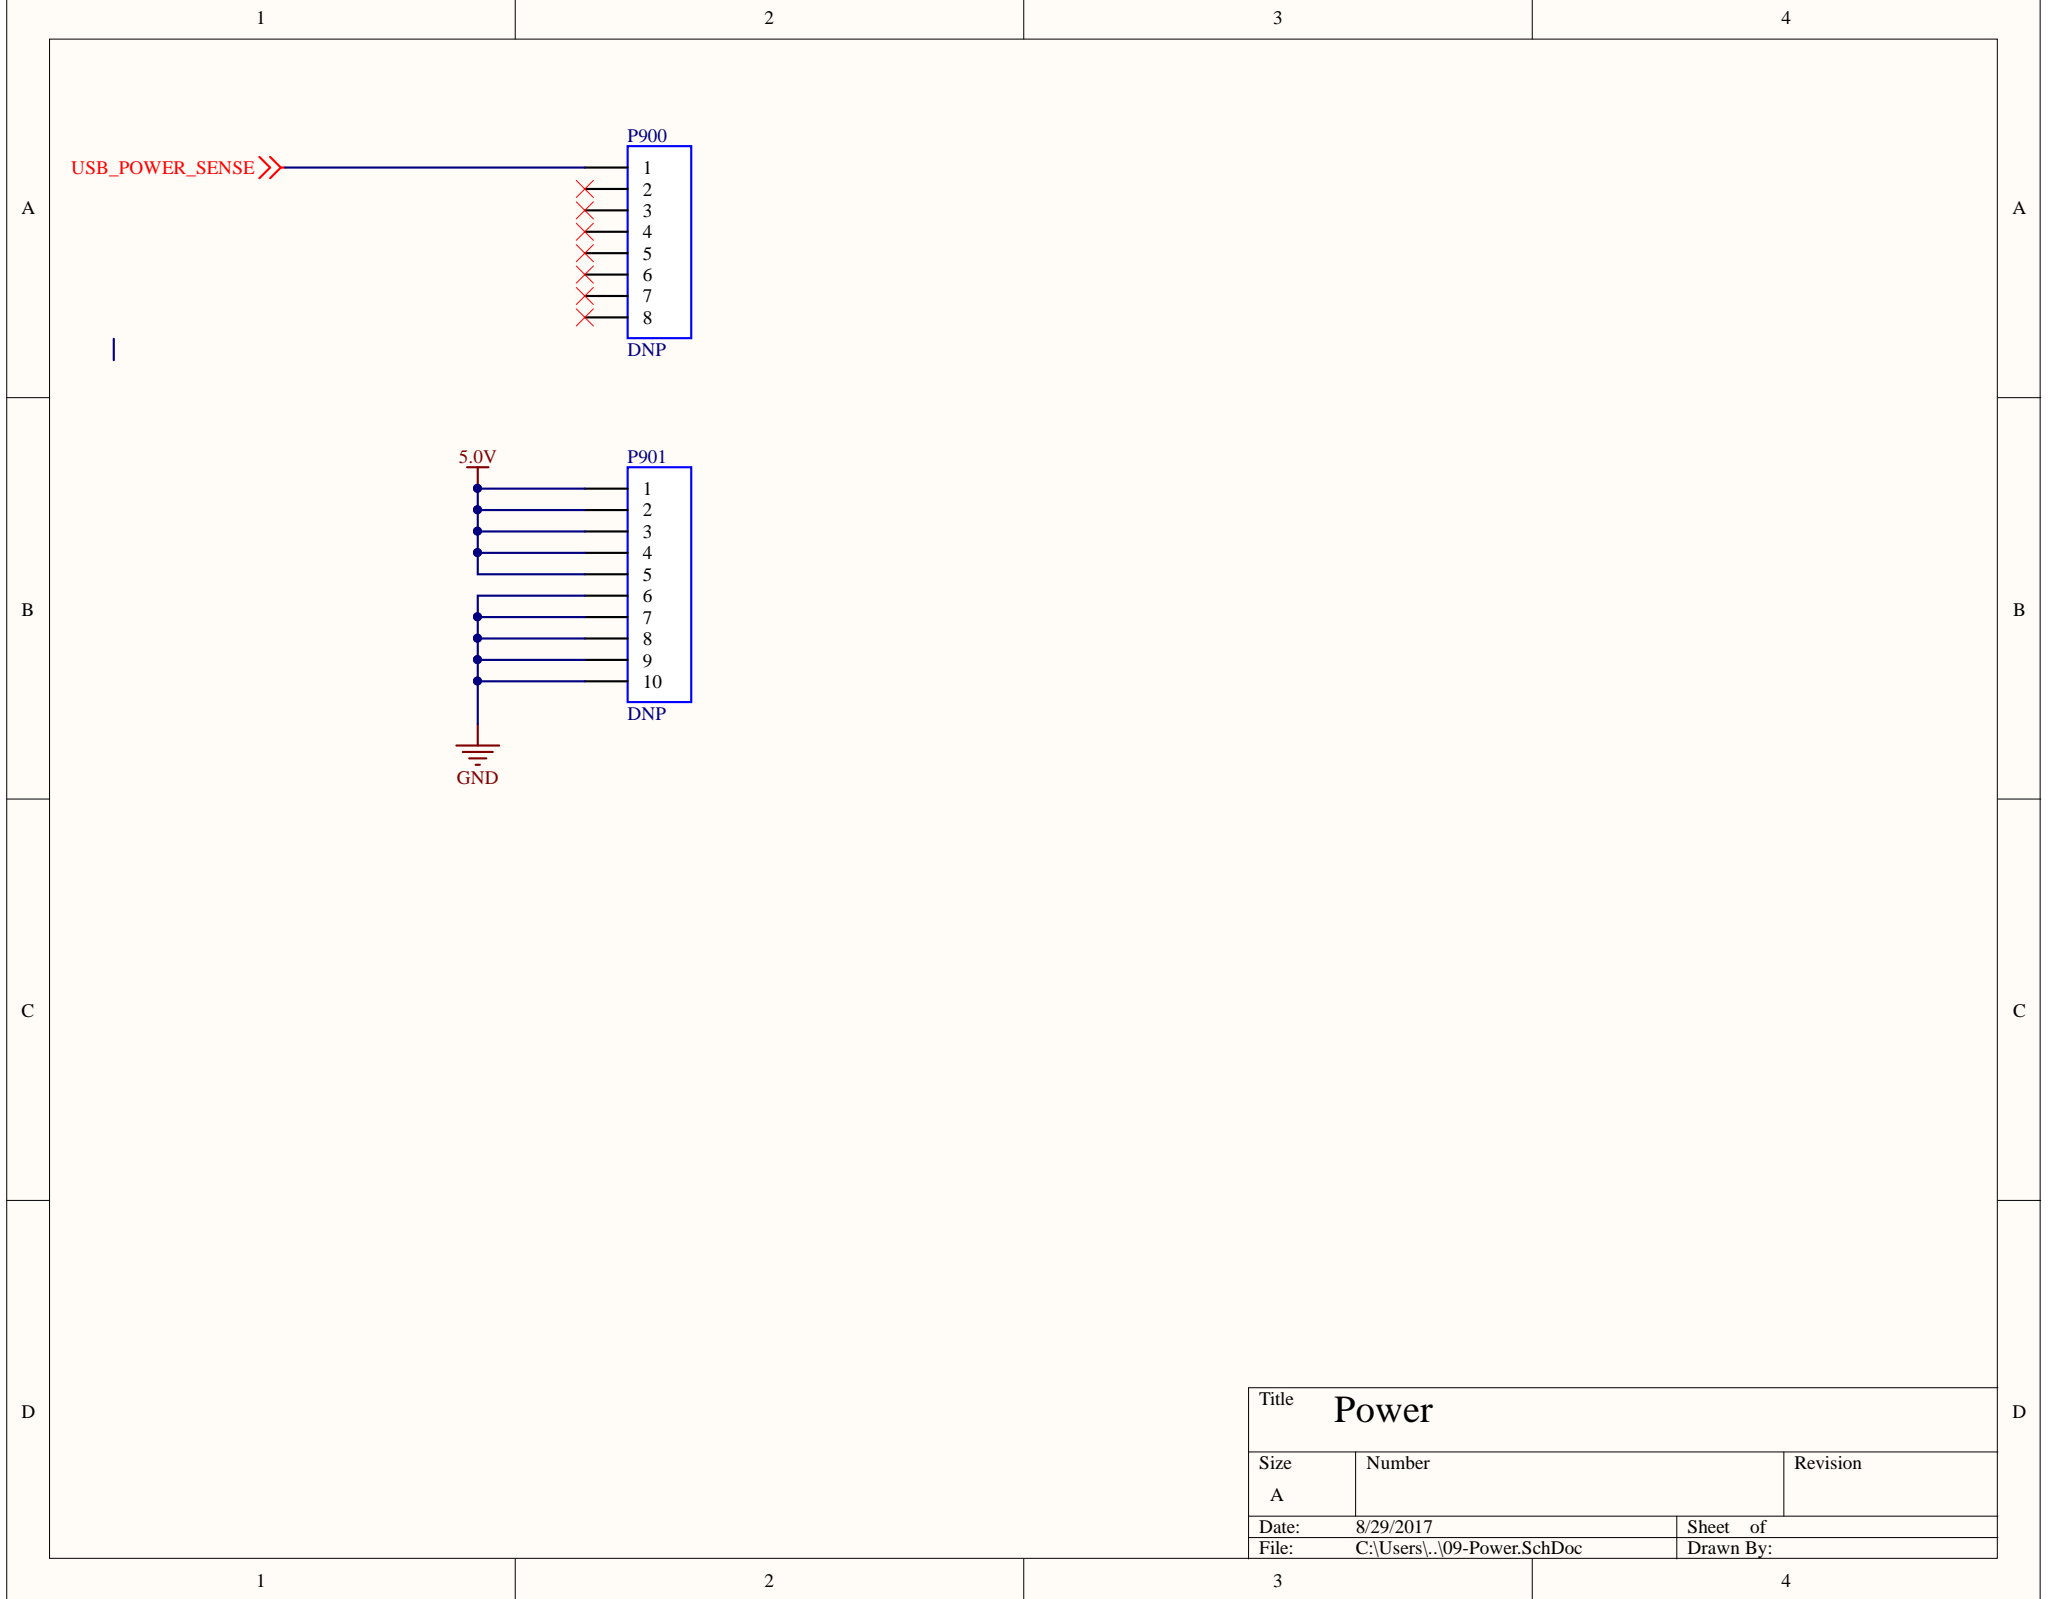 1 2 3 4
A A
P900
USB_POWER_SENSE 1
2
3
4
5
6
7
8
DNP
5.0V P901
1
2
3
4
5
6
B B
7
8
9
10
DNP
GND
C C
Title Power
D D
Size Number Revision
A
Date: 8/29/2017 Sheet of
File: C:\Users\..\09-Power.SchDoc Drawn By:
1 2 3 4